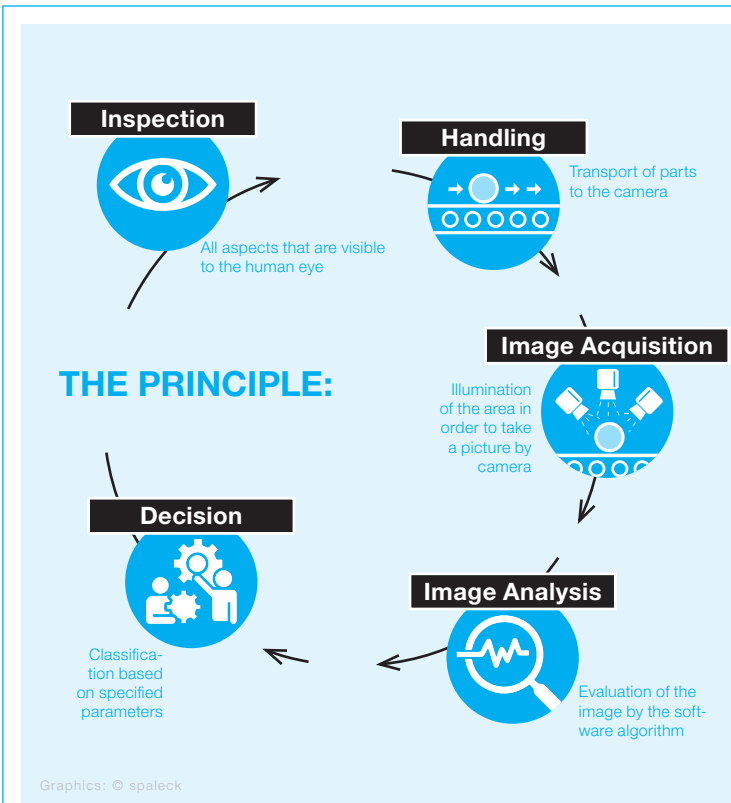 Inspection
All aspects that are visible
to the human eye
Handling
Transport of parts
to the camera
Image Acquisition
Illumination
of the area in
order to take
a picture by
camera
THE PRINCIPLE:
Image Analysis
Evaluation of the
image by the soft-
ware algorithm
Decision
Classifica-
tion based
on specified
parameters
Graphics: © spaleck